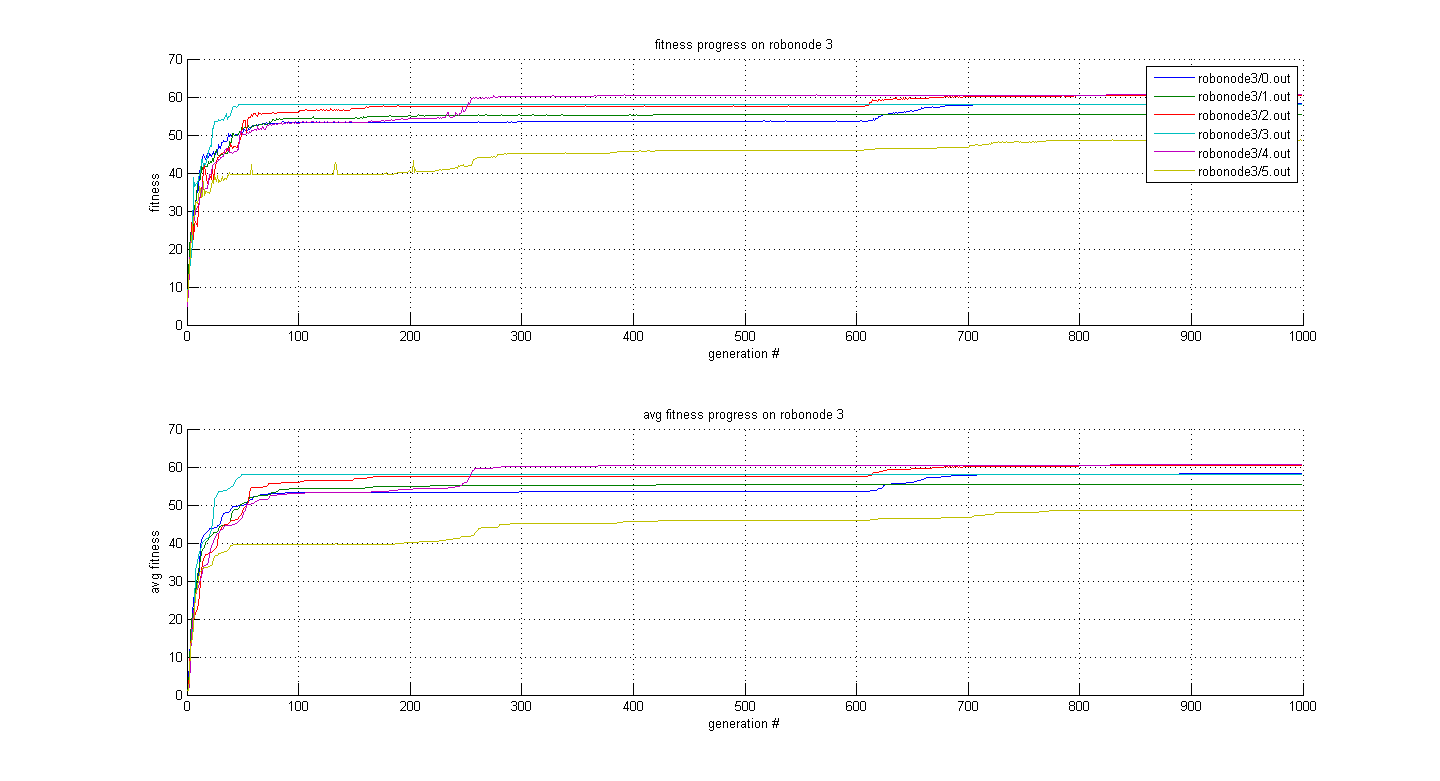 fitness progress on robonode 3
70
60
50
40
30
20
10
0
fitness
robonode3/0.out
robonode3/1.out
robonode3/2.out
robonode3/3.out
robonode3/4.out
robonode3/5.out
0 100 200 300 400 500 600 700 800 900 1000
generation #
avg fitness progress on robonode 3
70
60
50
40
30
20
10
0
avg fitness
0 100 200 300 400 500 600 700 800 900 1000
generation #